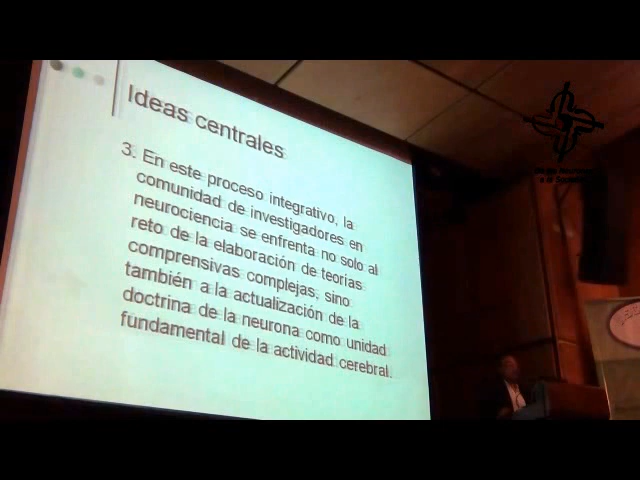 Ideas centrales
3. En este proceso integrativo, la
comunidad de investigadores en
neurociencia se enfrenta no solo al
reto de la elaboración de teorías
comprensivas complejas, sino
también a la actualización de la
doctrina de la neurona como unidad
fundamental de la actividad cerebral.